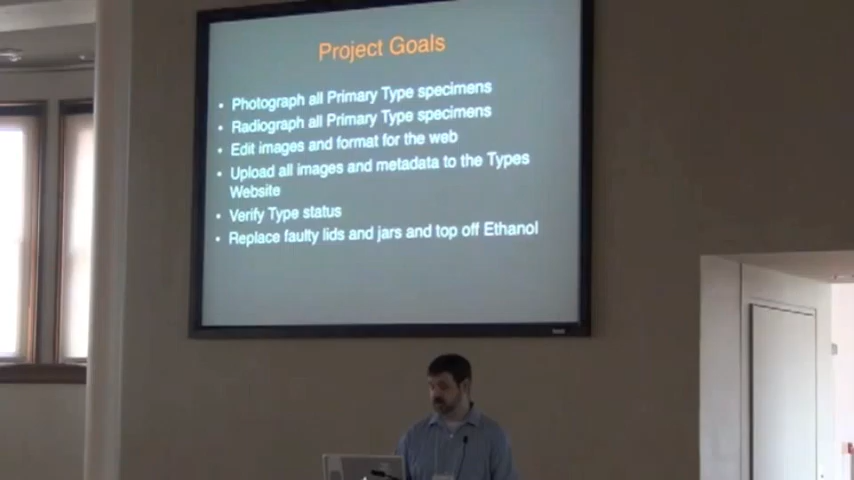 Project Goals
• Photograph all Primary Type specimens
• Radiograph all Primary Type specimens
• Edit images and format for the web
• Upload all images and metadata to the Types
Website
• Verify Type status
• Replace faulty lids and jars and top off Ethanol